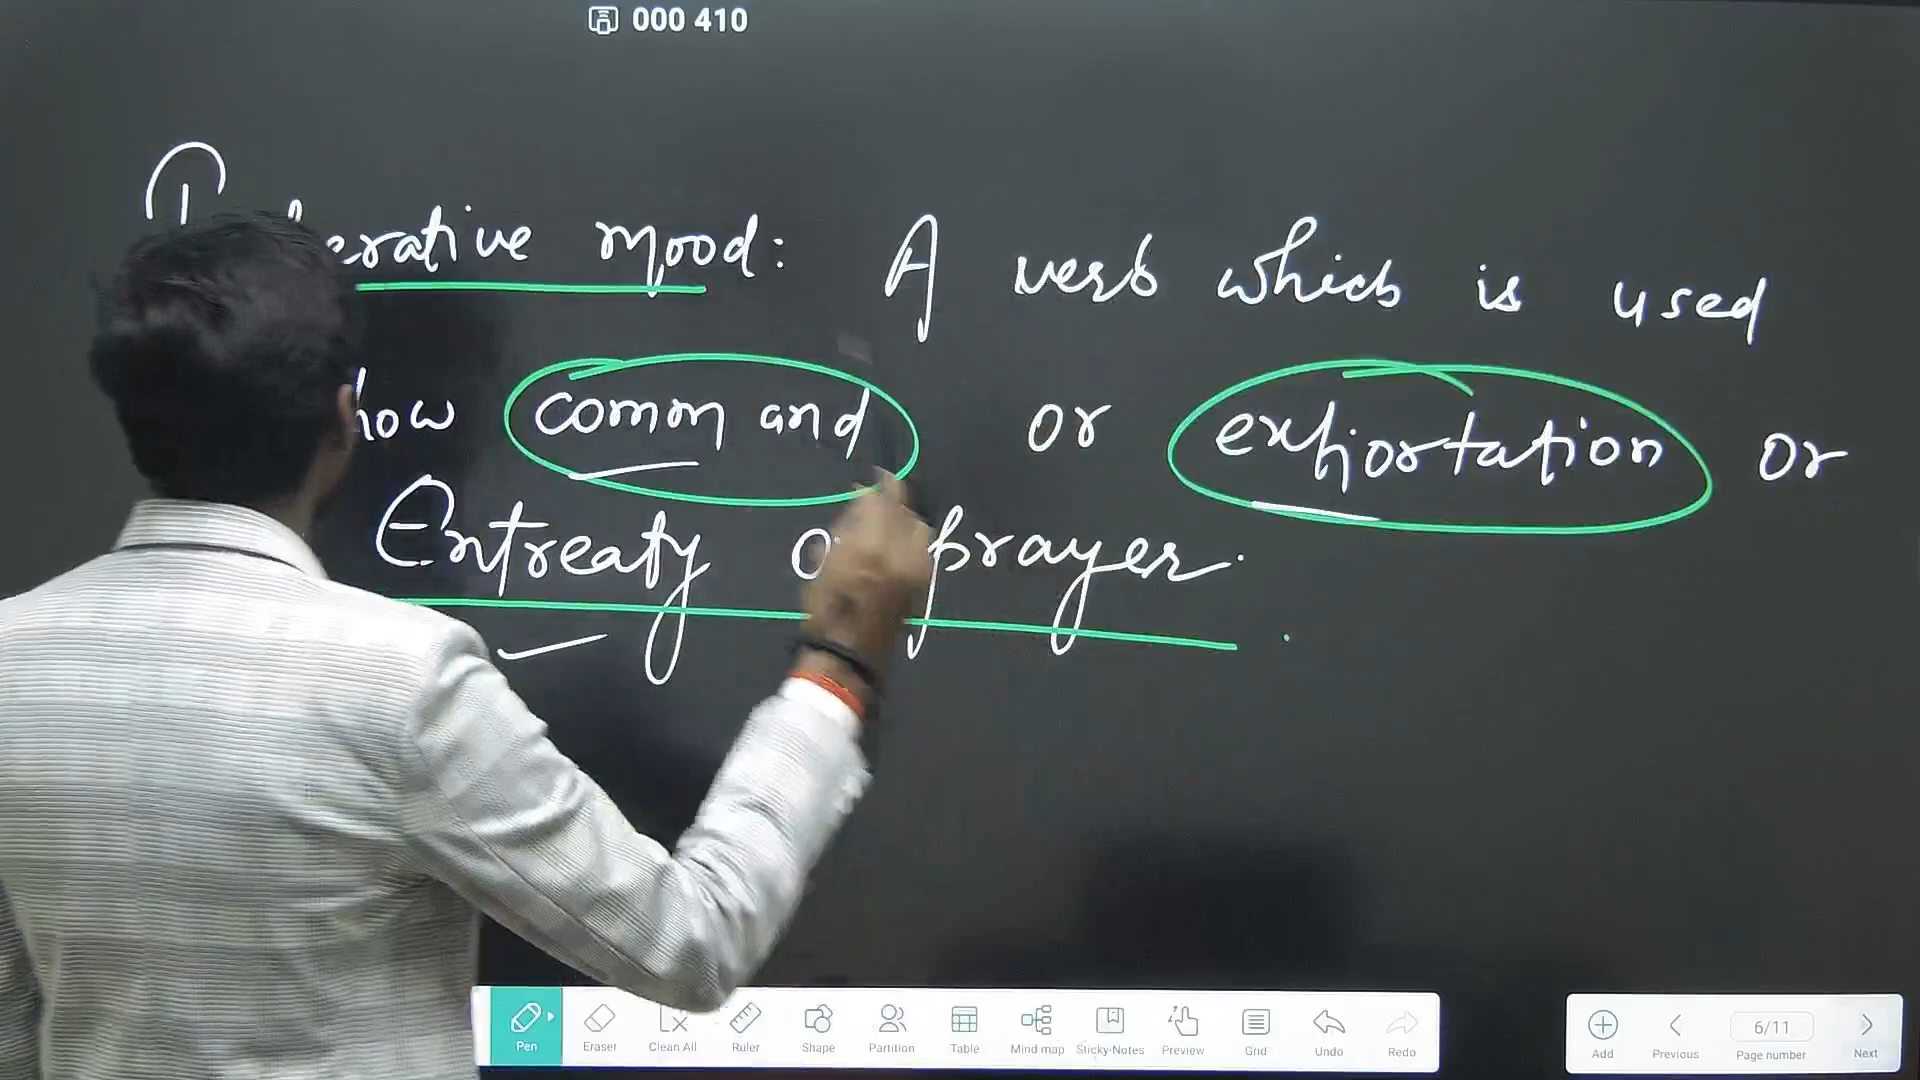 000 410
erative mood: A verb which is used
how command or exhortation or
Entreaty prayer.
Pen Eraser Clean All Ruler Shape Partition Table Mind map Sticky-Notes Preview Grid Undo Redo
Add Previous 6/11 Page number Next